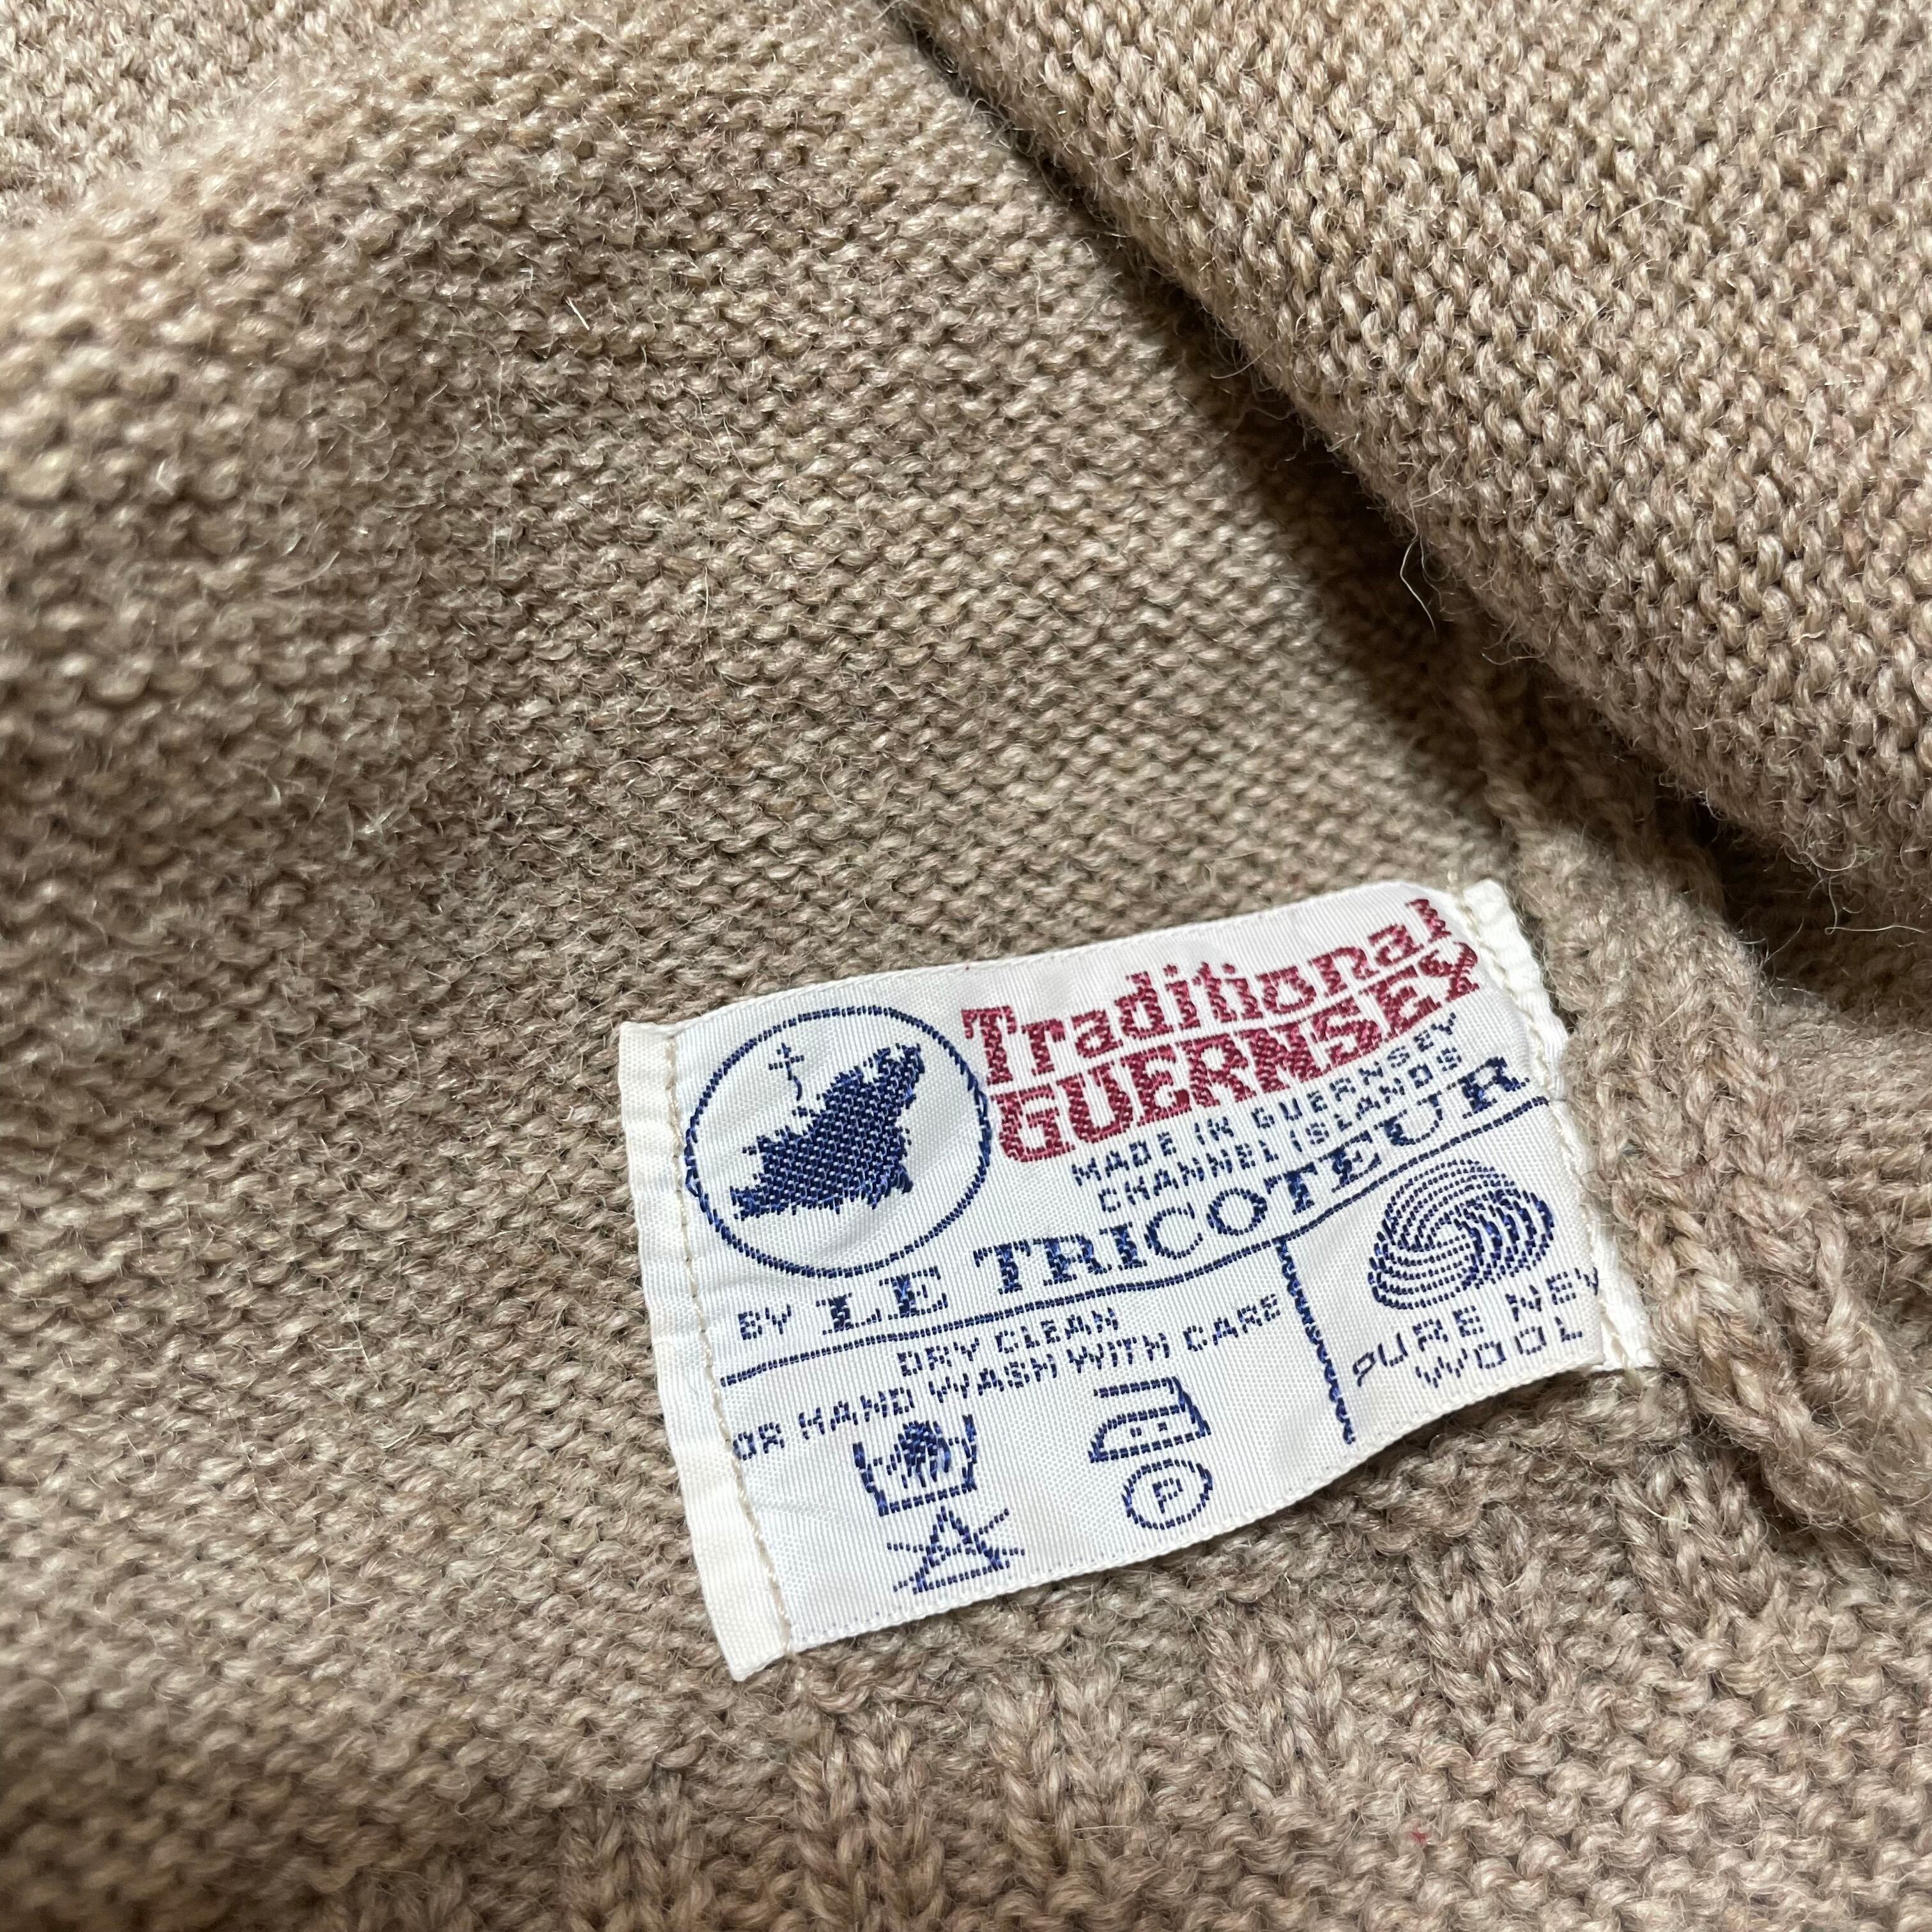 Traditional
GUERNSEY
MADE IN GUERNSEY
CHANNEL ISLANDS
BY LE TRICOTEUR
DRY CLEAN
OR HAND WASH WITH CARE
P
PURE NEW
WOOL